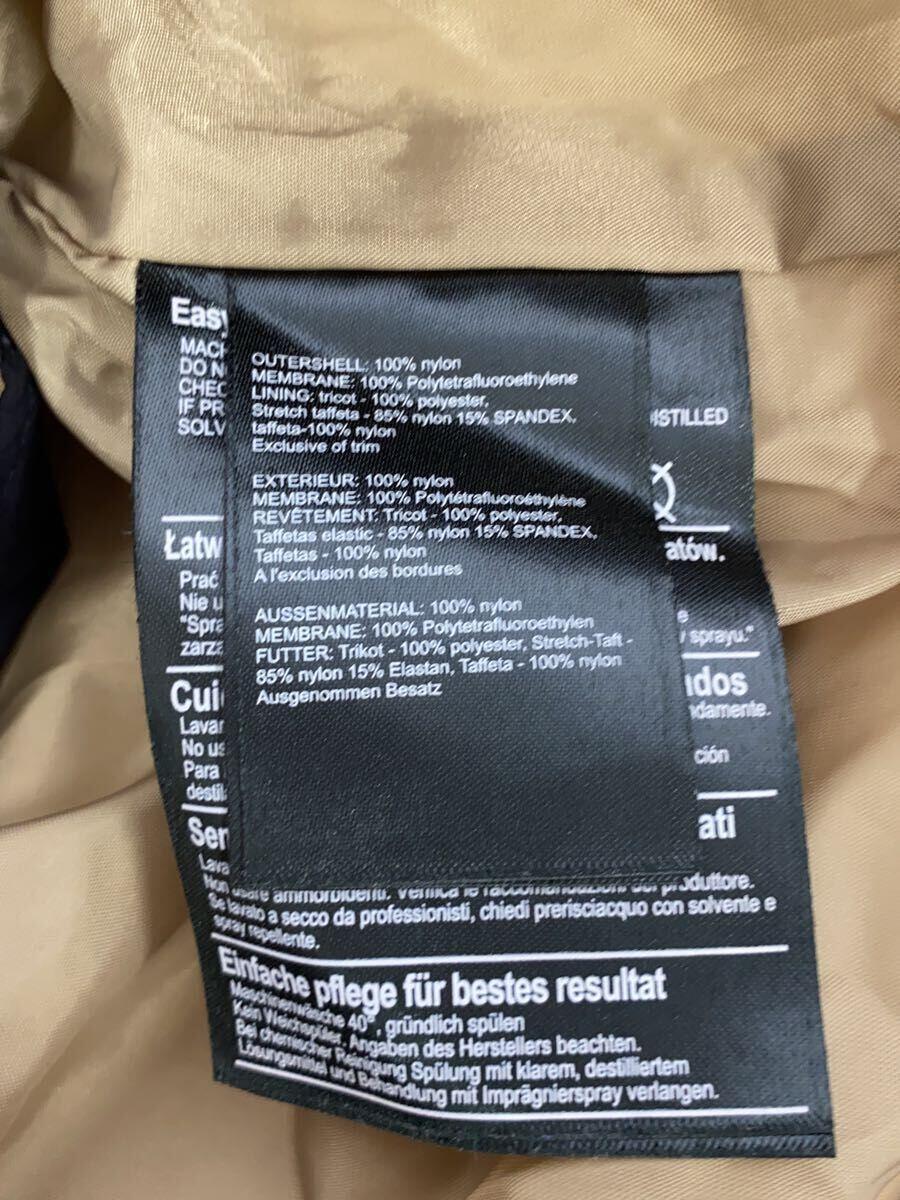 Easy
MACH
DO N
CHEC
IF PR
SOLV
ISTILLED
OUTERSHELL: 100% nylon
MEMBRANE: 100% Polytetrafluoroethylene
LINING: tricot - 100% polyester,
Stretch taffeta - 85% nylon 15% SPANDEX,
taffeta-100% nylon
Exclusive of trim
EXTERIEUR: 100% nylon
MEMBRANE: 100% Polytétrafluoroéthylène
REVÊTEMENT: Tricot - 100% polyester,
Taffetas elastic - 85% nylon 15% SPANDEX,
Taffetas - 100% nylon
A l'exclusion des bordures
AUSSENMATERIAL: 100% nylon
MEMBRANE: 100% Polytetrafluoroethylen
FUTTER: Trikot - 100% polyester, Stretch-Taft -
85% nylon 15% Elastan, Taffeta - 100% nylon
Ausgenommen Besatz
Łatw atów.
Prać
Nie u e
"Spra y sprayu."
zarza
Cui idos
Lavar ndamente.
No us
Para ción
destil
Ser ati
Lava
Non usare ammorbidenti. Verifica le raccomandazioni del produttore.
Se lavato a secco da professionisti, chiedi prerisciacquo con solvente e
spray repellente.
Einfache pflege für bestes resultat
Maschinenwäsche 40°, gründlich spülen
Kein Weichspüler, Angaben des Herstellers beachten.
Bei chemischer Reinigung Spülung mit klarem, destilliertem
Lösungsmittel und Behandlung mit Imprägnierspray verlangen.